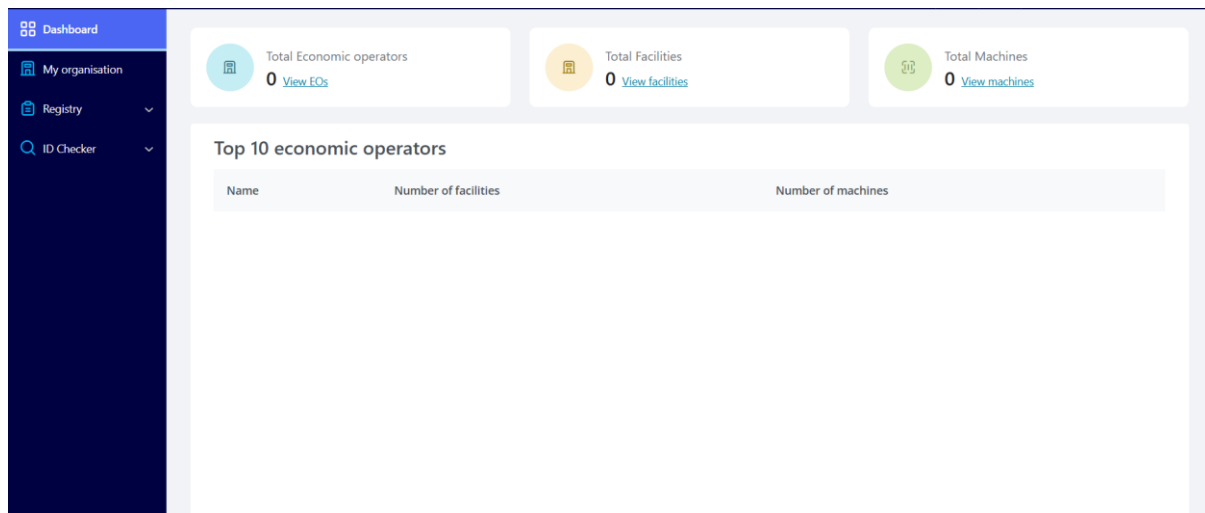 Dashboard
My organisation
Registry
ID Checker
Total Economic operators
0 View EOs
Total Facilities
0 View facilities
Total Machines
0 View machines
Top 10 economic operators
Name Number of facilities Number of machines